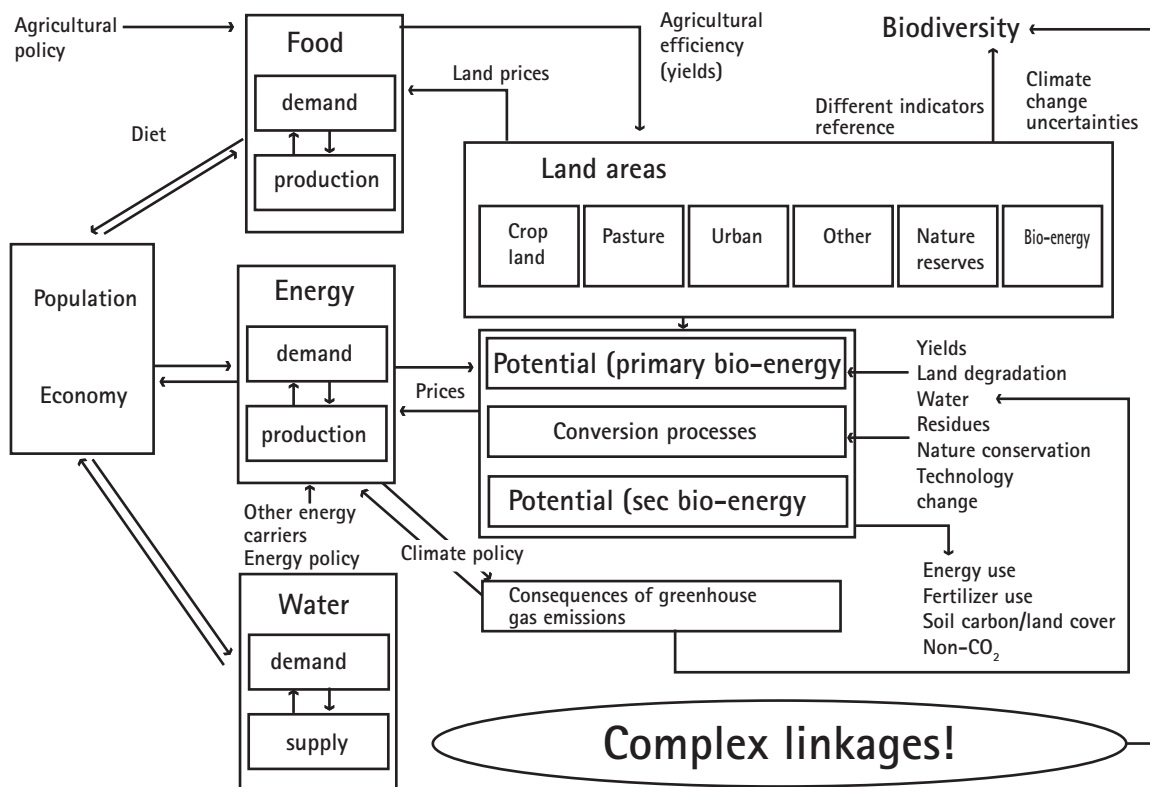 Agricultural
policy
Food
demand
production
Diet
Land prices
Agricultural
efficiency
(yields)
Biodiversity
Different indicators
reference
Climate
change
uncertainties
Land areas
Crop
land
Pasture
Urban
Other
Nature
reserves
Bio-energy
Population
Economy
Energy
demand
production
Prices
Potential (primary bio-energy
Conversion processes
Potential (sec bio-energy
Yields
Land degradation
Water
Residues
Nature conservation
Technology
change
Other energy
carriers
Energy policy
Climate policy
Consequences of greenhouse
gas emissions
Energy use
Fertilizer use
Soil carbon/land cover
Non-CO₂
Water
demand
supply
Complex linkages!